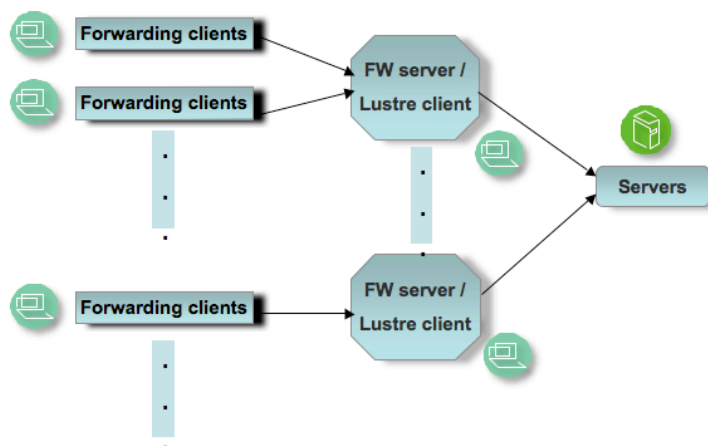 Forwarding clients
Forwarding clients
FW server /
Lustre client
Servers
Forwarding clients
FW server /
Lustre client